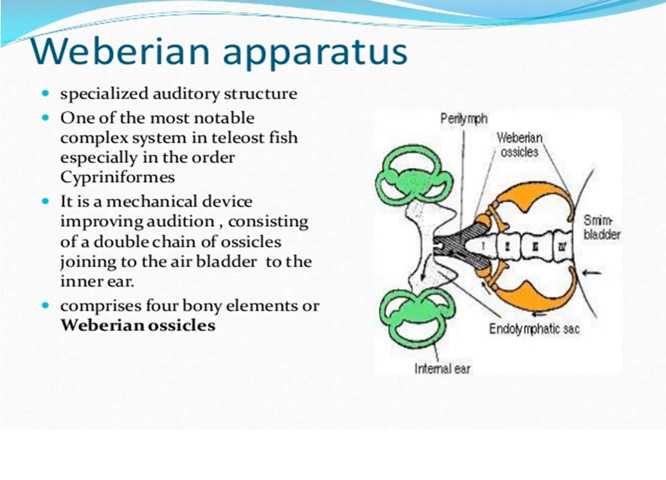 Weberian apparatus
specialized auditory structure
One of the most notable
complex system in teleost fish
especially in the order
Cypriniformes
It is a mechanical device
improving audition , consisting
of a double chain of ossicles
joining to the air bladder to the
inner ear.
comprises four bony elements or
Weberian ossicles
Perilymph
Weberian
ossicles
Swim-
bladder
I II III IV
Endolymphatic sac
Internal ear